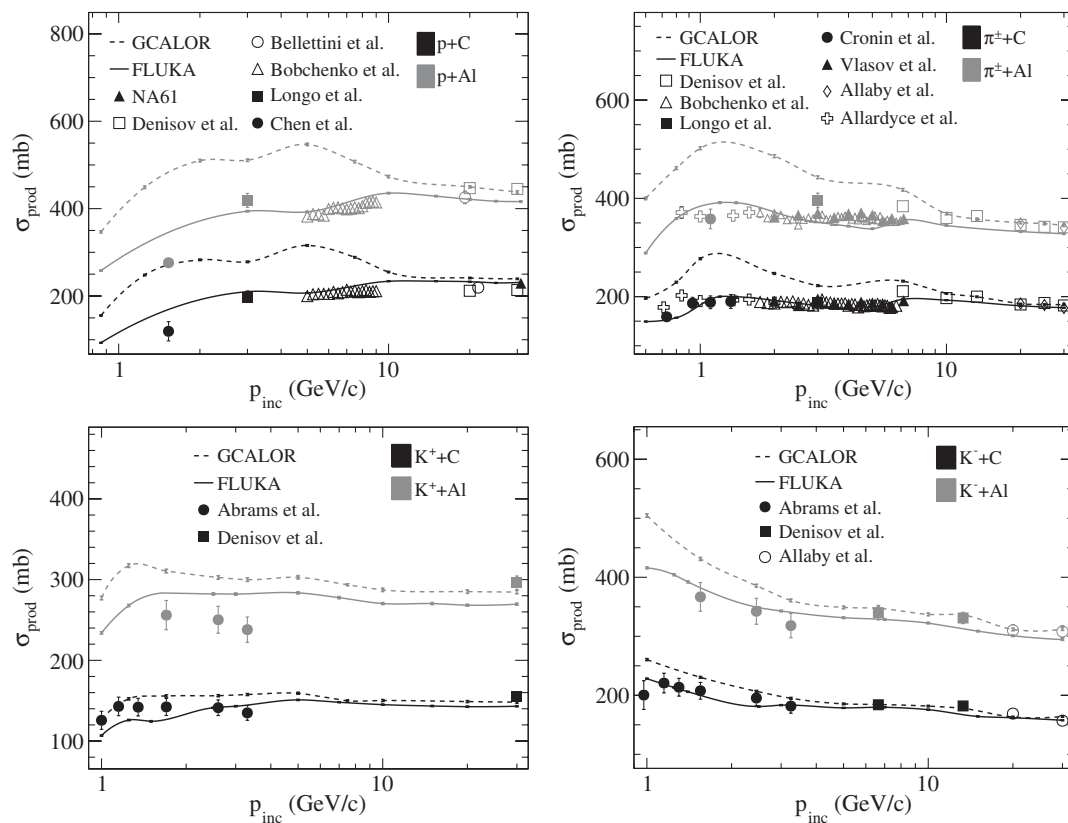 800
600
400
200
σprod (mb)
GCALOR
FLUKA
NA61
Denisov et al.
Bellettini et al.
Bobchenko et al.
Longo et al.
Chen et al.
p+C
p+Al
1
10
pinc (GeV/c)
600
400
200
σprod (mb)
GCALOR
FLUKA
Denisov et al.
Bobchenko et al.
Longo et al.
Cronin et al.
Vlasov et al.
Allaby et al.
Allardyce et al.
π±+C
π±+Al
1
10
pinc (GeV/c)
400
300
200
100
σprod (mb)
GCALOR
FLUKA
Abrams et al.
Denisov et al.
K++C
K++Al
1
10
pinc (GeV/c)
600
400
200
σprod (mb)
GCALOR
FLUKA
Abrams et al.
Denisov et al.
Allaby et al.
K-+C
K-+Al
1
10
pinc (GeV/c)